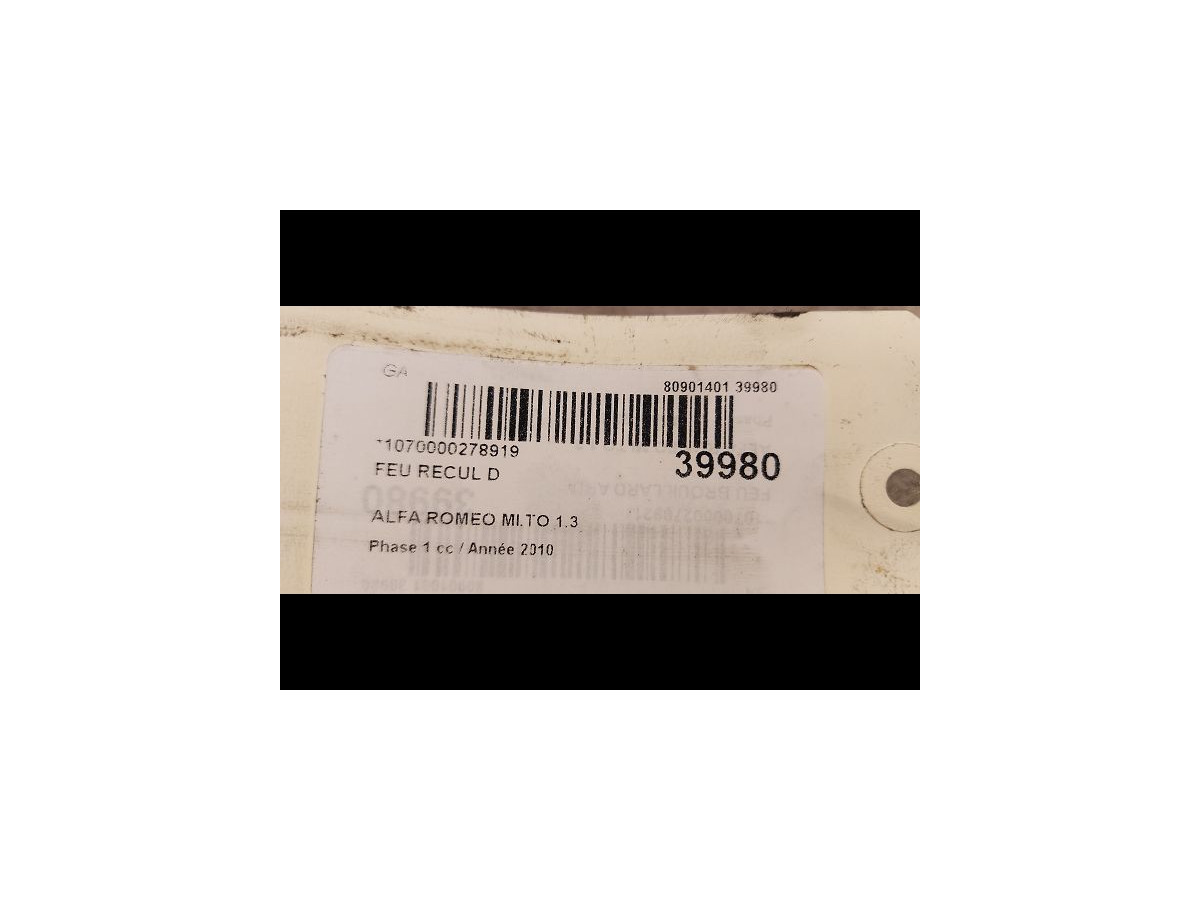 GA
80901401 39980
*1070000278919
39980
FEU RECUL D
ALFA ROMEO MI.TO 1.3
Phase 1 cc / Année 2010